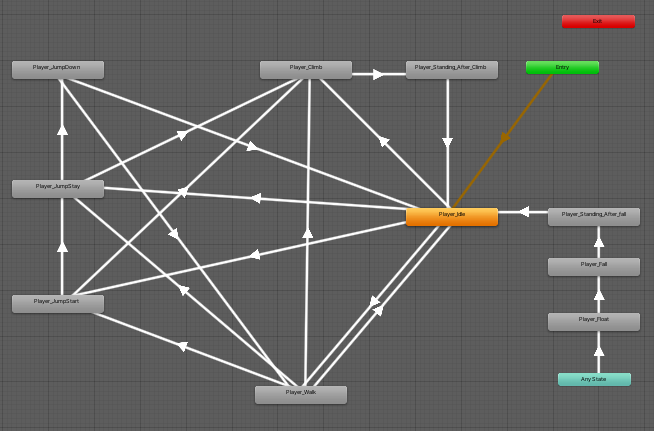 Exit
Player_JumpDown
Player_Climb
Player_Standing_After_Climb
Entry
Player_JumpStay
Player_Idle
Player_Standing_After_fall
Player_Fall
Player_JumpStart
Player_Float
Any State
Player_Walk